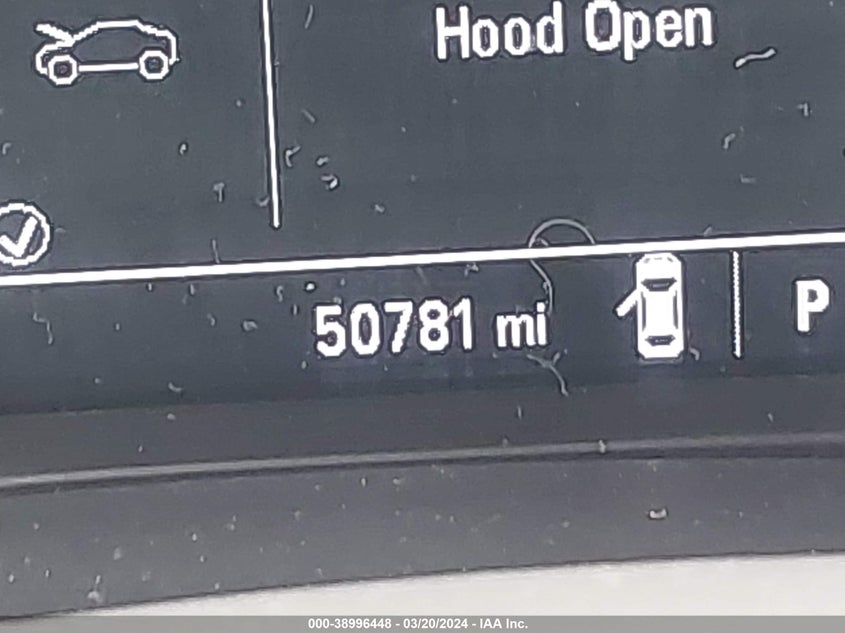 Hood Open
50781 mi
P
000-38996448 - 03/20/2024 - IAA Inc.